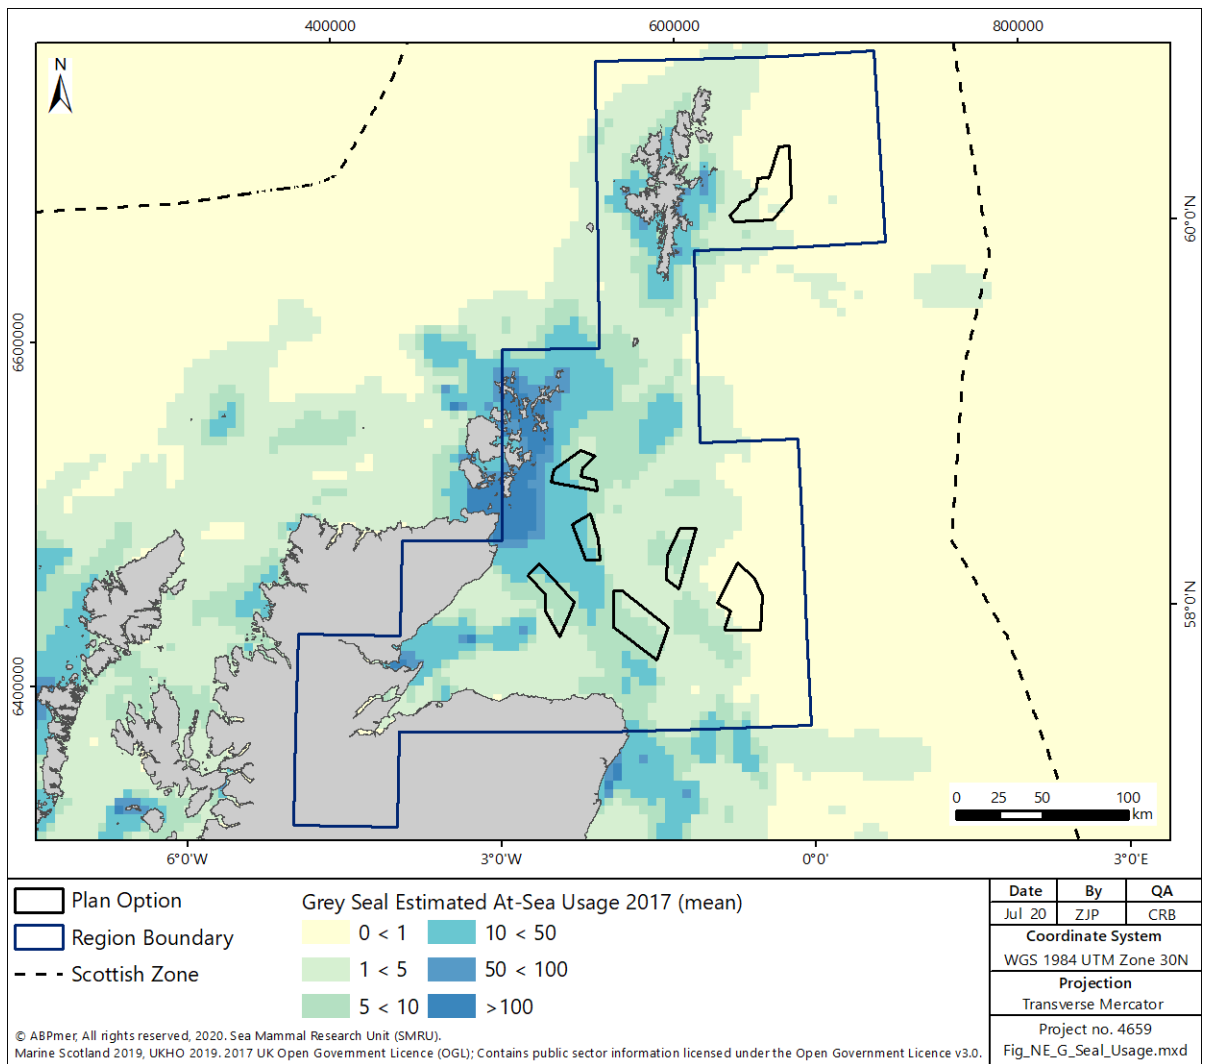 400000 600000 800000
N
60°0'N
6600000
58°0'N
6400000
0 25 50 100
km
6°0'W 3°0'W 0°0' 3°0'E
Plan Option
Region Boundary
Scottish Zone
Grey Seal Estimated At-Sea Usage 2017 (mean)
0 < 1 10 < 50
1 < 5 50 < 100
5 < 10 >100
Date By QA
Jul 20 ZJP CRB
Coordinate System
WGS 1984 UTM Zone 30N
Projection
Transverse Mercator
Project no. 4659
Fig_NE_G_Seal_Usage.mxd
© ABPmer, All rights reserved, 2020. Sea Mammal Research Unit (SMRU).
Marine Scotland 2019, UKHO 2019. 2017 UK Open Government Licence (OGL); Contains public sector information licensed under the Open Government Licence v3.0.